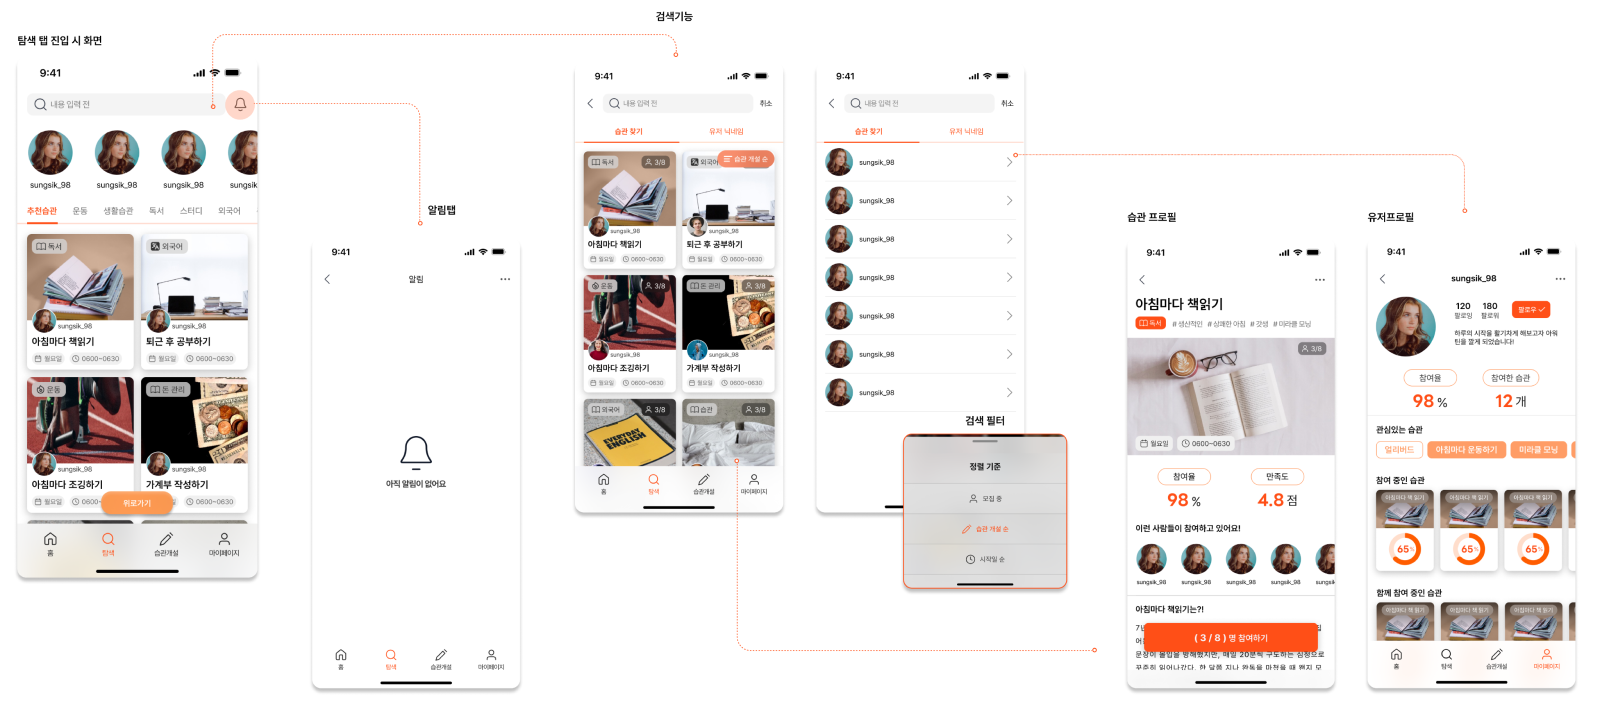 검색기능
탐색 탭 진입 시 화면
9:41
내용 입력 전
sungsik_98
sungsik_98
sungsik_98
sungsik
추천습관 운동 생활습관 독서 스터디 외국어
독서
sungsik_98
아침마다 책읽기
월요일 0600~0630
외국어
sungsik_98
퇴근 후 공부하기
월요일 0600~0630
운동
sungsik_98
아침마다 조깅하기
월요일 0600
돈 관리
sungsik_98
가계부 작성하기
월요일 0600~0630
위로가기
홈 탐색 습관개설 마이페이지
알림탭
9:41
알림
아직 알림이 없어요
홈 탐색 습관개설 마이페이지
9:41
내용 입력 전 취소
습관 찾기 유저 닉네임
습관 개설 순
독서 3/8
sungsik_98
아침마다 책읽기
월요일 0600~0630
외국어
sungsik_98
퇴근 후 공부하기
월요일 0600~0630
운동 3/8
sungsik_98
아침마다 조깅하기
월요일 0600~0630
돈 관리 3/8
sungsik_98
가계부 작성하기
월요일 0600~0630
외국어 3/8
EVERYDAY
ENGLISH
습관 3/8
홈 탐색 습관개설 마이페이지
9:41
내용 입력 전 취소
습관 찾기 유저 닉네임
sungsik_98
sungsik_98
sungsik_98
sungsik_98
sungsik_98
sungsik_98
sungsik_98
홈
검색 필터
정렬 기준
모집 중
습관 개설 순
시작일 순
습관 프로필
9:41
아침마다 책읽기
독서 #생산적인 #상쾌한 아침 #갓생 #미라클 모닝
3/8
월요일 0600~0630
참여율 만족도
98 % 4.8 점
이런 사람들이 참여하고 있어요!
sungsik_98 sungsik_98 sungsik_98 sungsik_98 sungsik
아침마다 책읽기는?!
( 3 / 8 ) 명 참여하기
문장이 몰입을 방해했지만, 매일 20분씩 구도하는 심정으로
꾸준히 읽어나갔다. 한 달쯤 지나 완독을 마쳤을 때 왠지 모
유저프로필
9:41
sungsik_98
120 180
팔로잉 팔로워
팔로우
하루의 시작을 활기차게 해보고자 아워
틴을 깔게 되었습니다!
참여율 참여한 습관
98 % 12 개
관심있는 습관
얼리버드 아침마다 운동하기 미라클 모닝
참여 중인 습관
아침마다 책 읽기 아침마다 책 읽기 아침마다 책 읽기
65% 65% 65%
함께 참여 중인 습관
아침마다 책 읽기 아침마다 책 읽기 아침마다 책 읽기
홈 탐색 습관개설 마이페이지